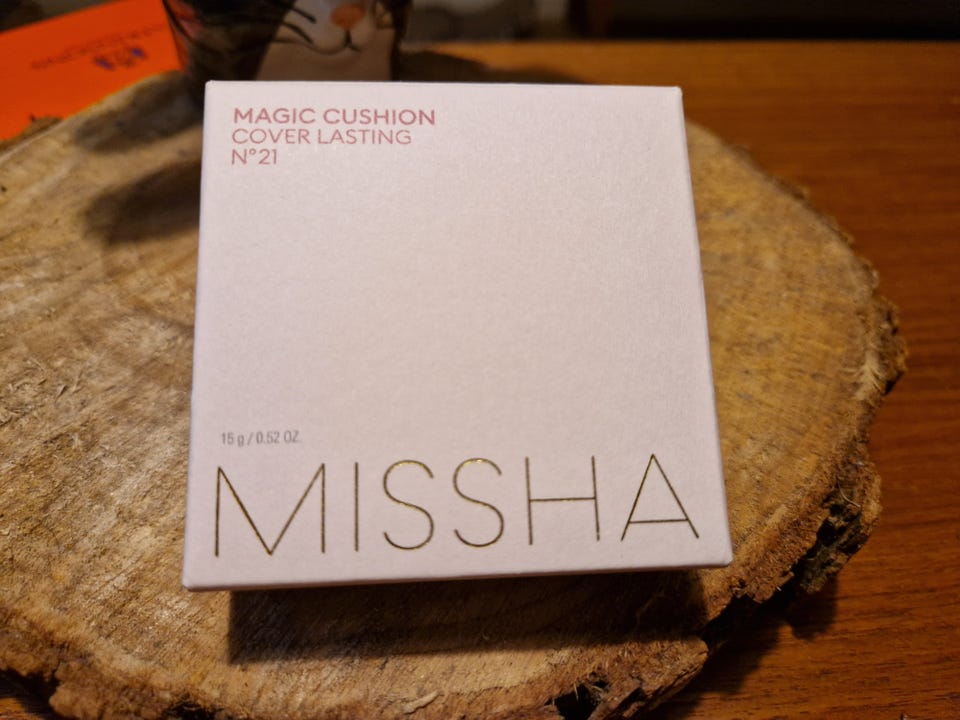 MAGIC CUSHION
COVER LASTING
N°21
15 g / 0.52 OZ.
MISSHA